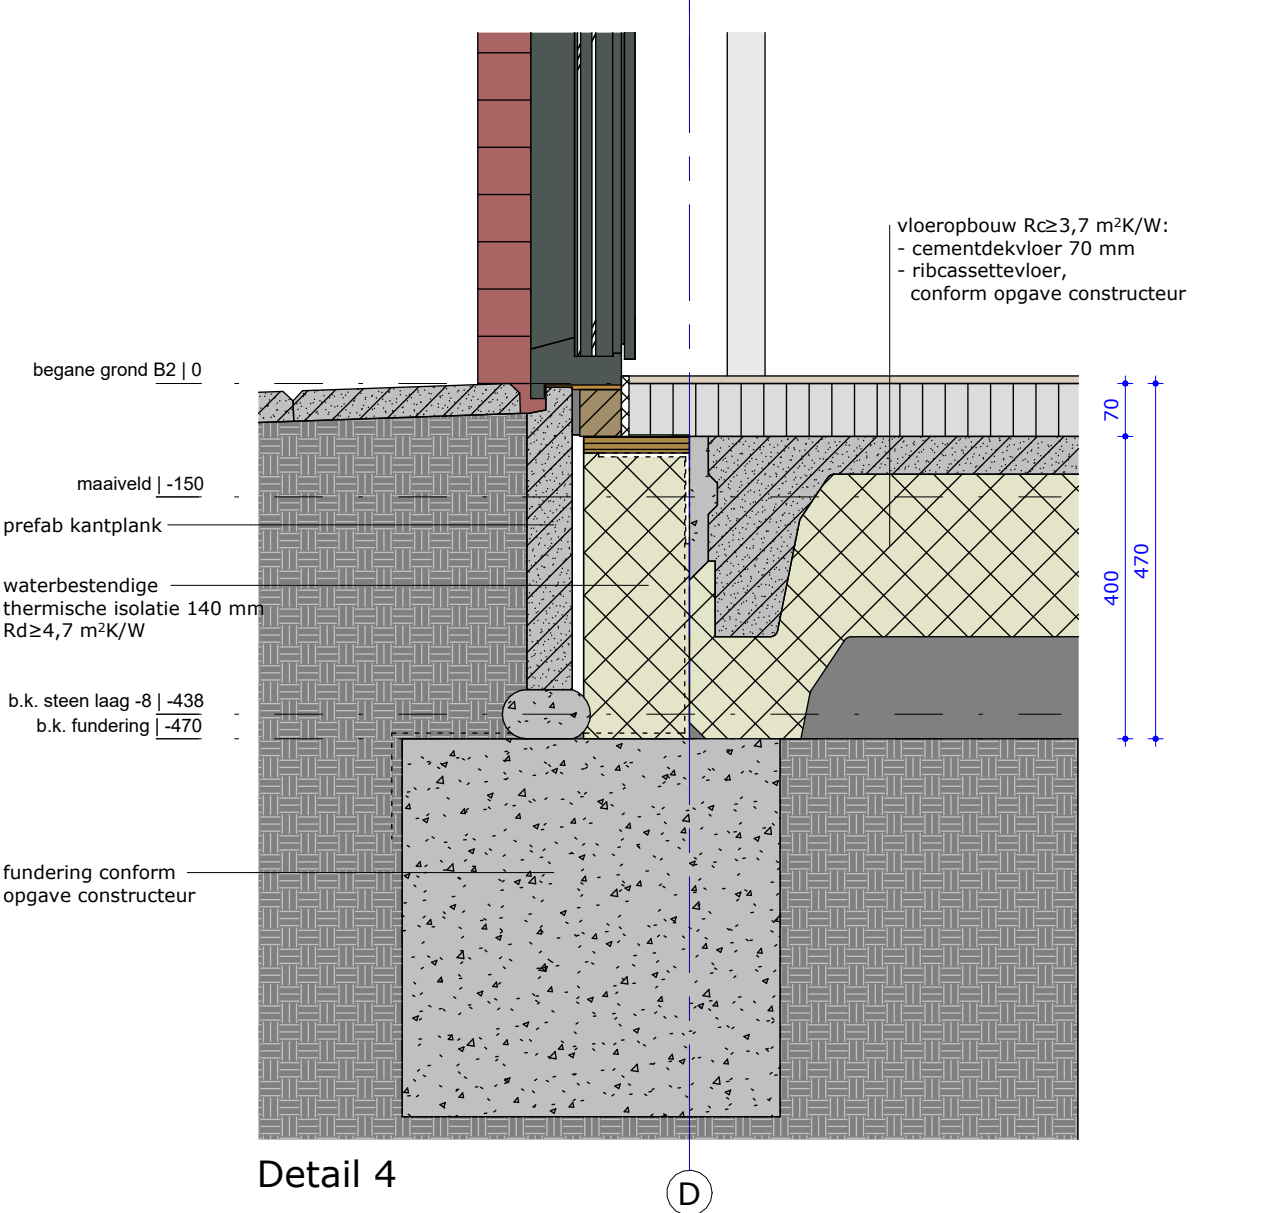 vloeropbouw Rc≥3,7 m²K/W:
- cementdekvloer 70 mm
- ribcassettevloer,
conform opgave constructeur
begane grond B2 | 0
70
maaiveld | -150
prefab kantplank
470
400
waterbestendige
thermische isolatie 140 mm
Rd≥4,7 m²K/W
b.k. steen laag -8 | -438
b.k. fundering | -470
fundering conform
opgave constructeur
Detail 4
D